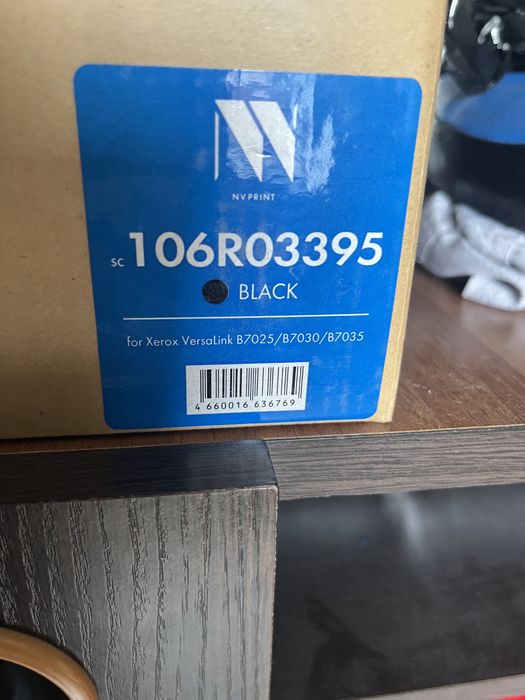 NV PRINT
SC 106R03395
BLACK
for Xerox VersaLink B7025/B7030/B7035
4 660016 636769